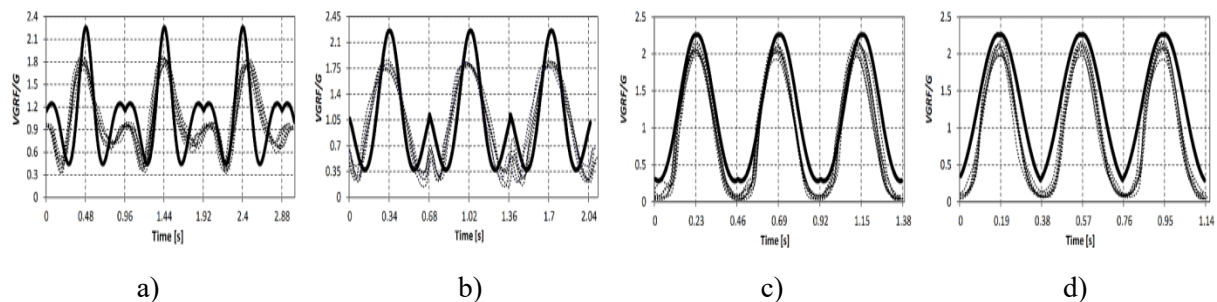 VGRF/G
2.4
2.1
1.8
1.5
1.2
0.9
0.6
0.3
0
0 0.48 0.96 1.44 1.92 2.4 2.88
Time [s]
a)
VGRF/G
2.45
2.1
1.75
1.4
1.05
0.7
0.35
0
0 0.34 0.68 1.02 1.36 1.7 2.04
Time [s]
b)
VGRF/G
2.5
2
1.5
1
0.5
0
0 0.23 0.46 0.69 0.92 1.15 1.38
Time [s]
c)
VGRF/G
2.5
2
1.5
1
0.5
0
0 0.19 0.38 0.57 0.76 0.95 1.14
Time [s]
d)